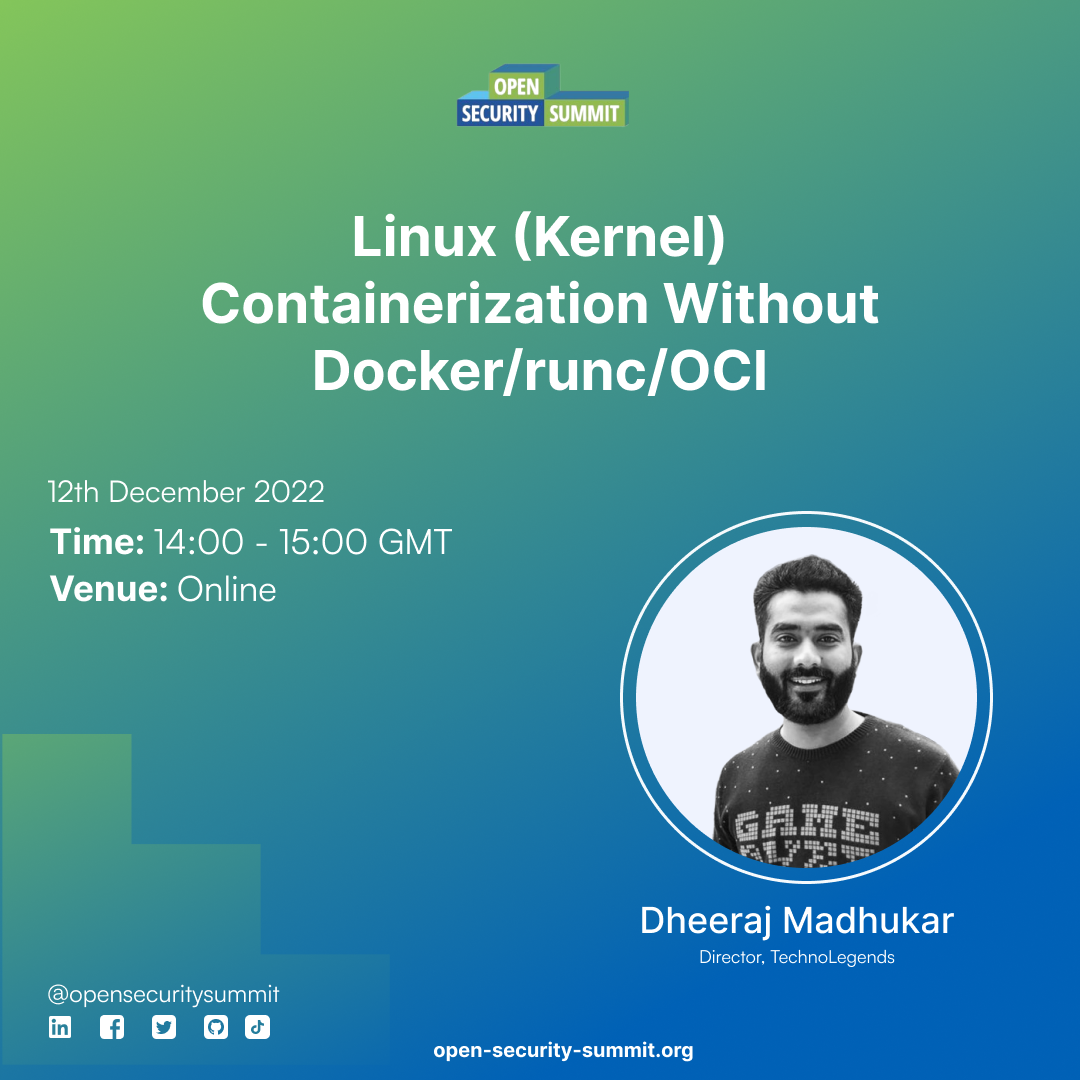 OPEN
SECURITY SUMMIT
Linux (Kernel)
Containerization Without
Docker/runc/OCI
12th December 2022
Time: 14:00 - 15:00 GMT
Venue: Online
GAME
Dheeraj Madhukar
Director, TechnoLegends
@opensecuritysummit
open-security-summit.org